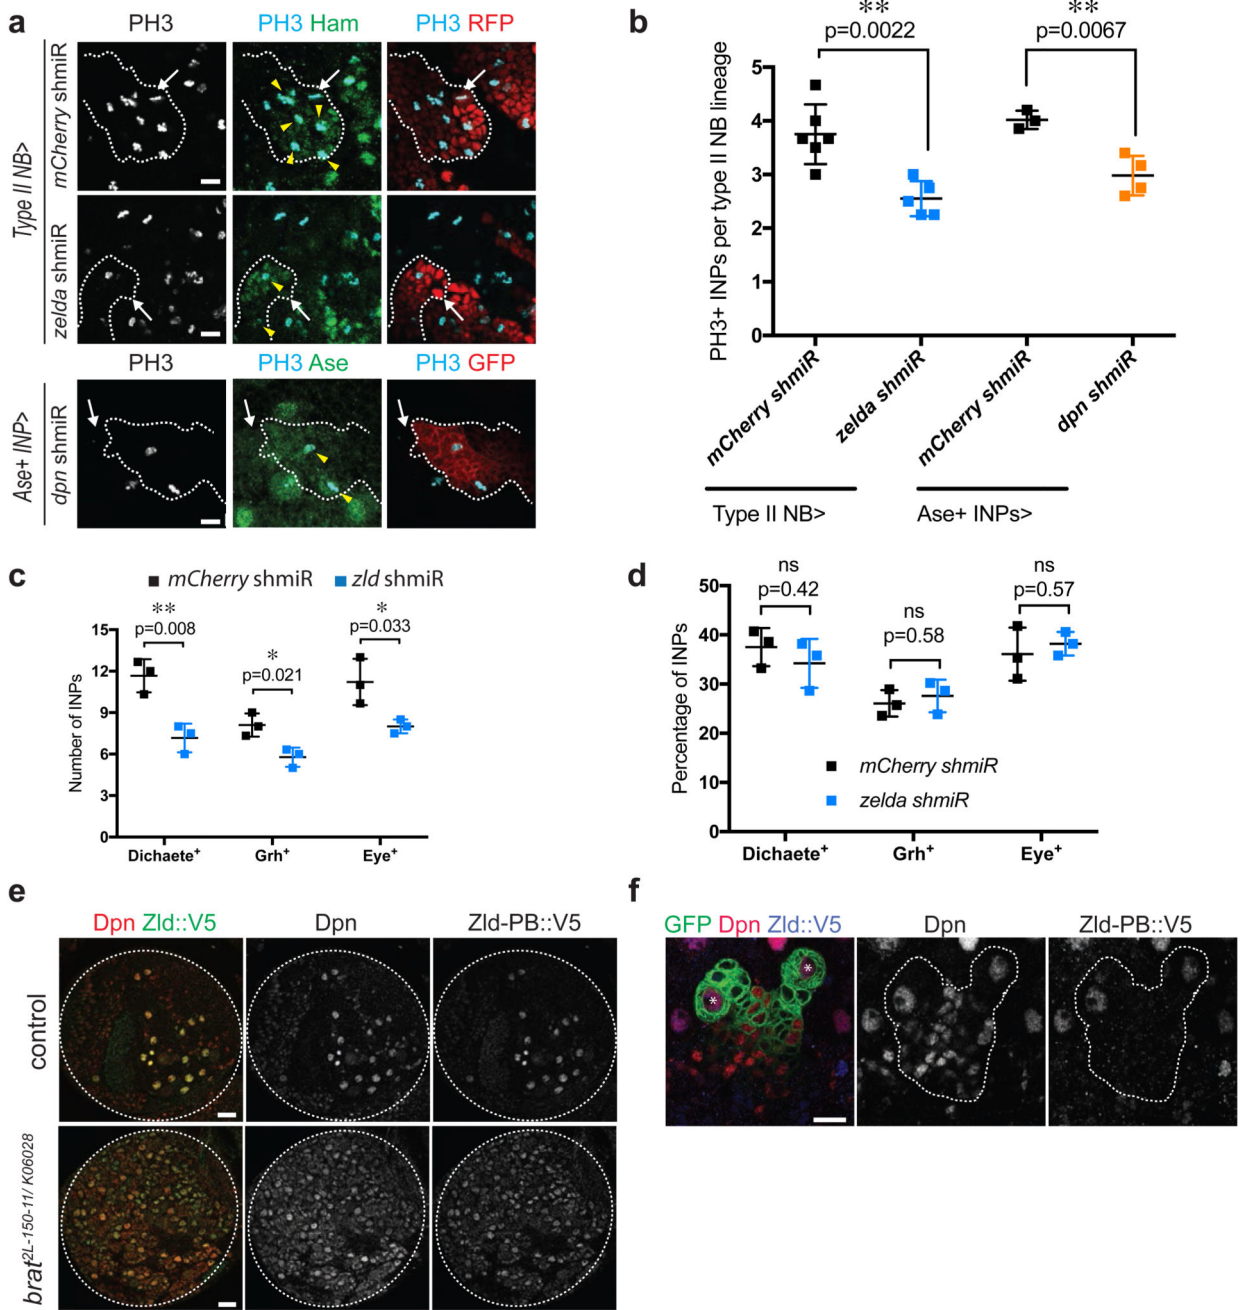 a
PH3
PH3 Ham
PH3 RFP
Type II NB>
mCherry shmiR
zelda shmiR
PH3
PH3 Ase
PH3 GFP
Ase+ INP>
dpn shmiR
b
** **
p=0.0022 p=0.0067
PH3+ INPs per type II NB lineage
5
4
3
2
1
0
mCherry shmiR
zelda shmiR
mCherry shmiR
dpn shmiR
Type II NB> Ase+ INPs>
c
mCherry shmiR zld shmiR
**
p=0.008
*
p=0.021
*
p=0.033
Number of INPs
15
12
9
6
3
0
Dichaete⁺ Grh⁺ Eye⁺
d
ns
p=0.42
ns
p=0.58
ns
p=0.57
Percentage of INPs
50
40
30
20
10
0
mCherry shmiR
zelda shmiR
Dichaete⁺ Grh⁺ Eye⁺
e
Dpn Zld::V5
Dpn
Zld-PB::V5
control
brat2L-150-11/ K06028
f
GFP Dpn Zld::V5
Dpn
Zld-PB::V5
*
*